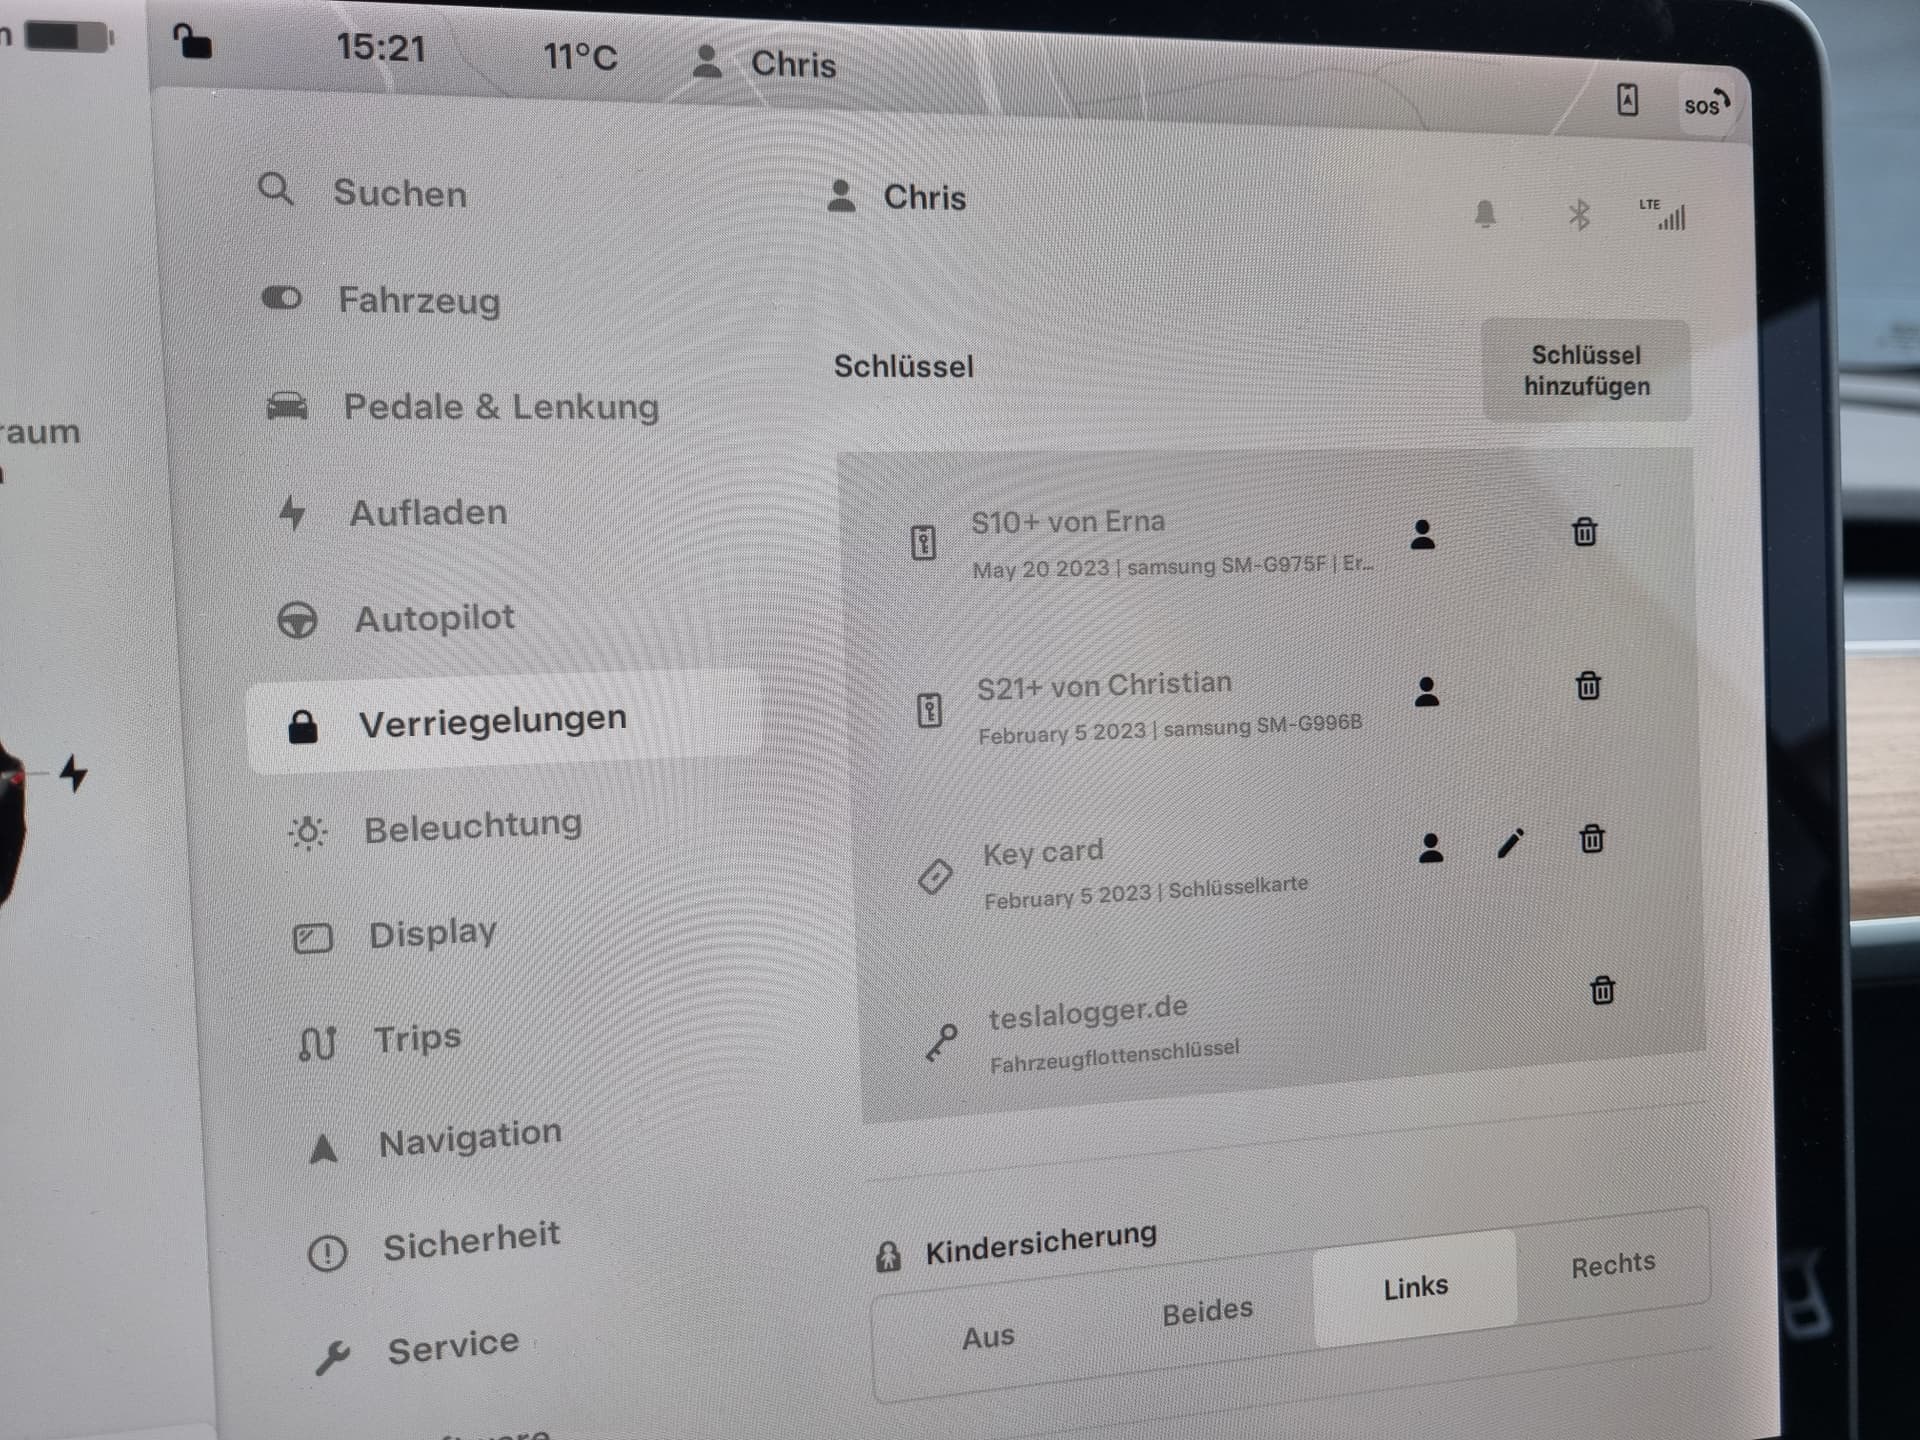 15:21
11°C
Chris
sos
Suchen
Chris
LTE
Fahrzeug
Schlüssel
Schlüssel
hinzufügen
Pedale & Lenkung
raum
Aufladen
S10+ von Erna
May 20 2023 | samsung SM-G975F | Er...
Autopilot
S21+ von Christian
February 5 2023 | samsung SM-G996B
Verriegelungen
Beleuchtung
Key card
February 5 2023 | Schlüsselkarte
Display
teslalogger.de
Fahrzeugflottenschlüssel
Trips
Navigation
Sicherheit
Kindersicherung
Aus
Beides
Links
Rechts
Service